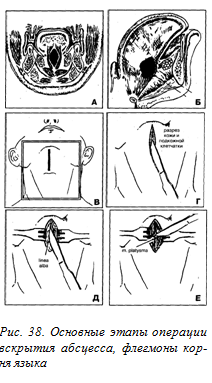 А
Б
В
разрез
кожи и
подкожной
клетчатки
Г
linea
alba
Д
m. platysma
Е
Рис. 38. Основные этапы операции
вскрытия абсцесса, флегмоны кор-
ня языка